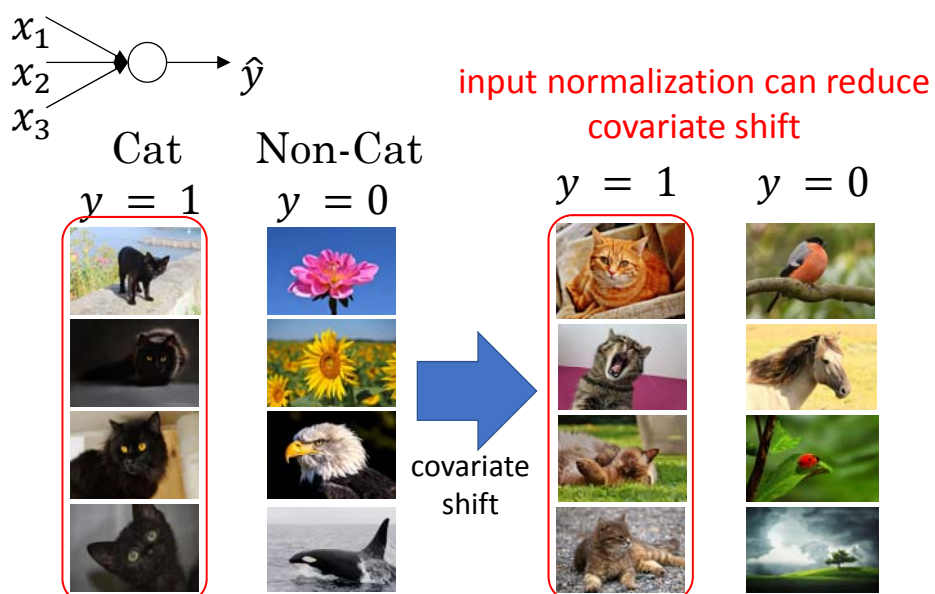 x₁
x₂
x₃
ŷ
input normalization can reduce
covariate shift
Cat
Non-Cat
y = 1
y = 0
y = 1
y = 0
covariate
shift